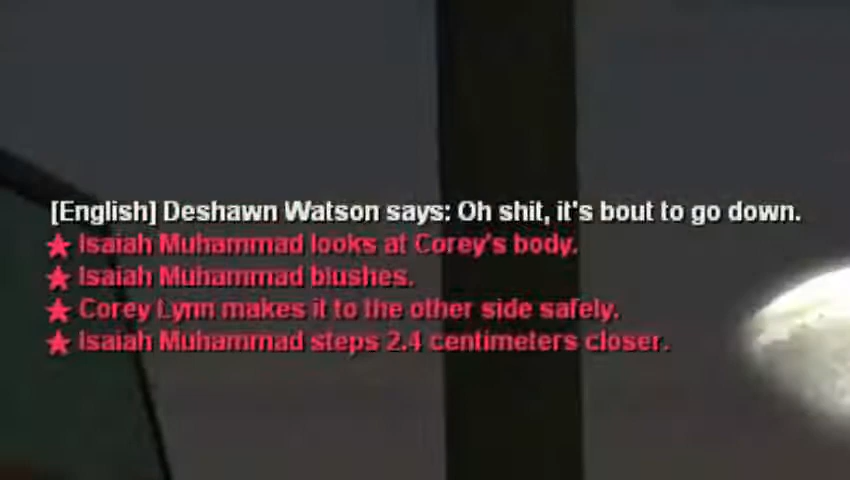 [English] Deshawn Watson says: Oh shit, it's bout to go down.
★ Isaiah Muhammad looks at Corey's body.
★ Isaiah Muhammad blushes.
★ Corey Lynn makes it to the other side safely.
★ Isaiah Muhammad steps 2.4 centimeters closer.